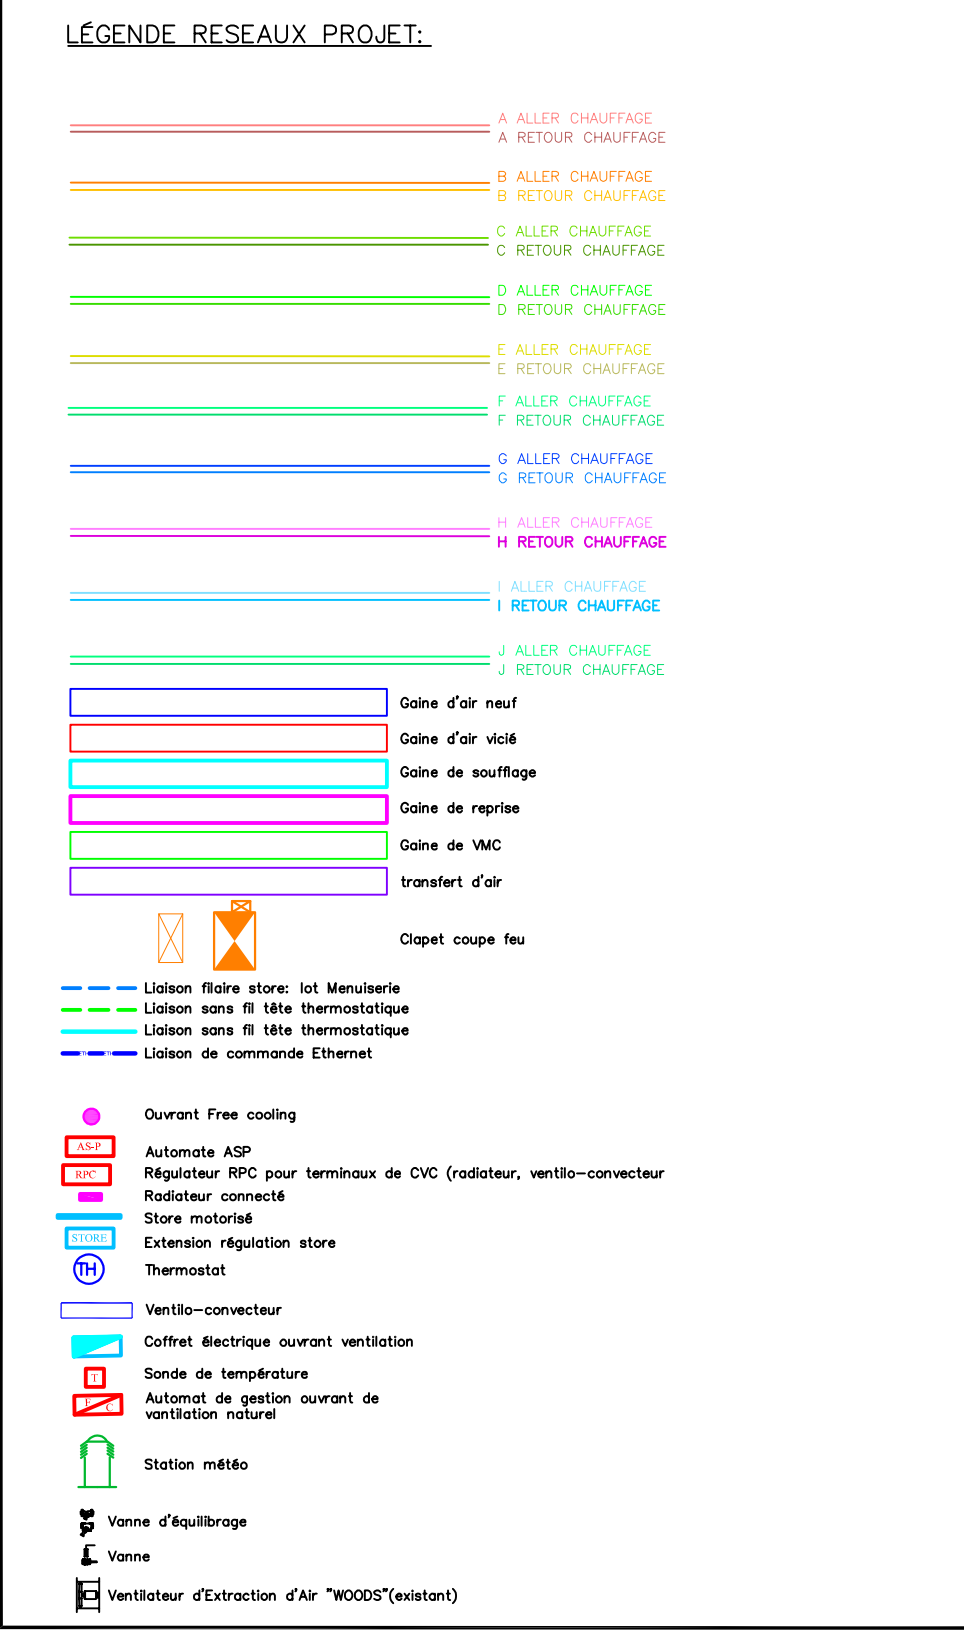 LÉGENDE RESEAUX PROJET:
A ALLER CHAUFFAGE
A RETOUR CHAUFFAGE
B ALLER CHAUFFAGE
B RETOUR CHAUFFAGE
C ALLER CHAUFFAGE
C RETOUR CHAUFFAGE
D ALLER CHAUFFAGE
D RETOUR CHAUFFAGE
E ALLER CHAUFFAGE
E RETOUR CHAUFFAGE
F ALLER CHAUFFAGE
F RETOUR CHAUFFAGE
G ALLER CHAUFFAGE
G RETOUR CHAUFFAGE
H ALLER CHAUFFAGE
H RETOUR CHAUFFAGE
I ALLER CHAUFFAGE
I RETOUR CHAUFFAGE
J ALLER CHAUFFAGE
J RETOUR CHAUFFAGE
Gaine d'air neuf
Gaine d'air vicié
Gaine de soufflage
Gaine de reprise
Gaine de VMC
transfert d'air
Clapet coupe feu
Liaison filaire store: lot Menuiserie
Liaison sans fil tête thermostatique
Liaison sans fil tête thermostatique
Liaison de commande Ethernet
Ouvrant Free cooling
AS-P Automate ASP
RPC Régulateur RPC pour terminaux de CVC (radiateur, ventilo-convecteur
Radiateur connecté
Store motorisé
STORE Extension régulation store
TH Thermostat
Ventilo-convecteur
Coffret électrique ouvrant ventilation
T Sonde de température
F C Automat de gestion ouvrant de
vantilation naturel
Station météo
Vanne d'équilibrage
Vanne
Ventilateur d'Extraction d'Air "WOODS"(existant)